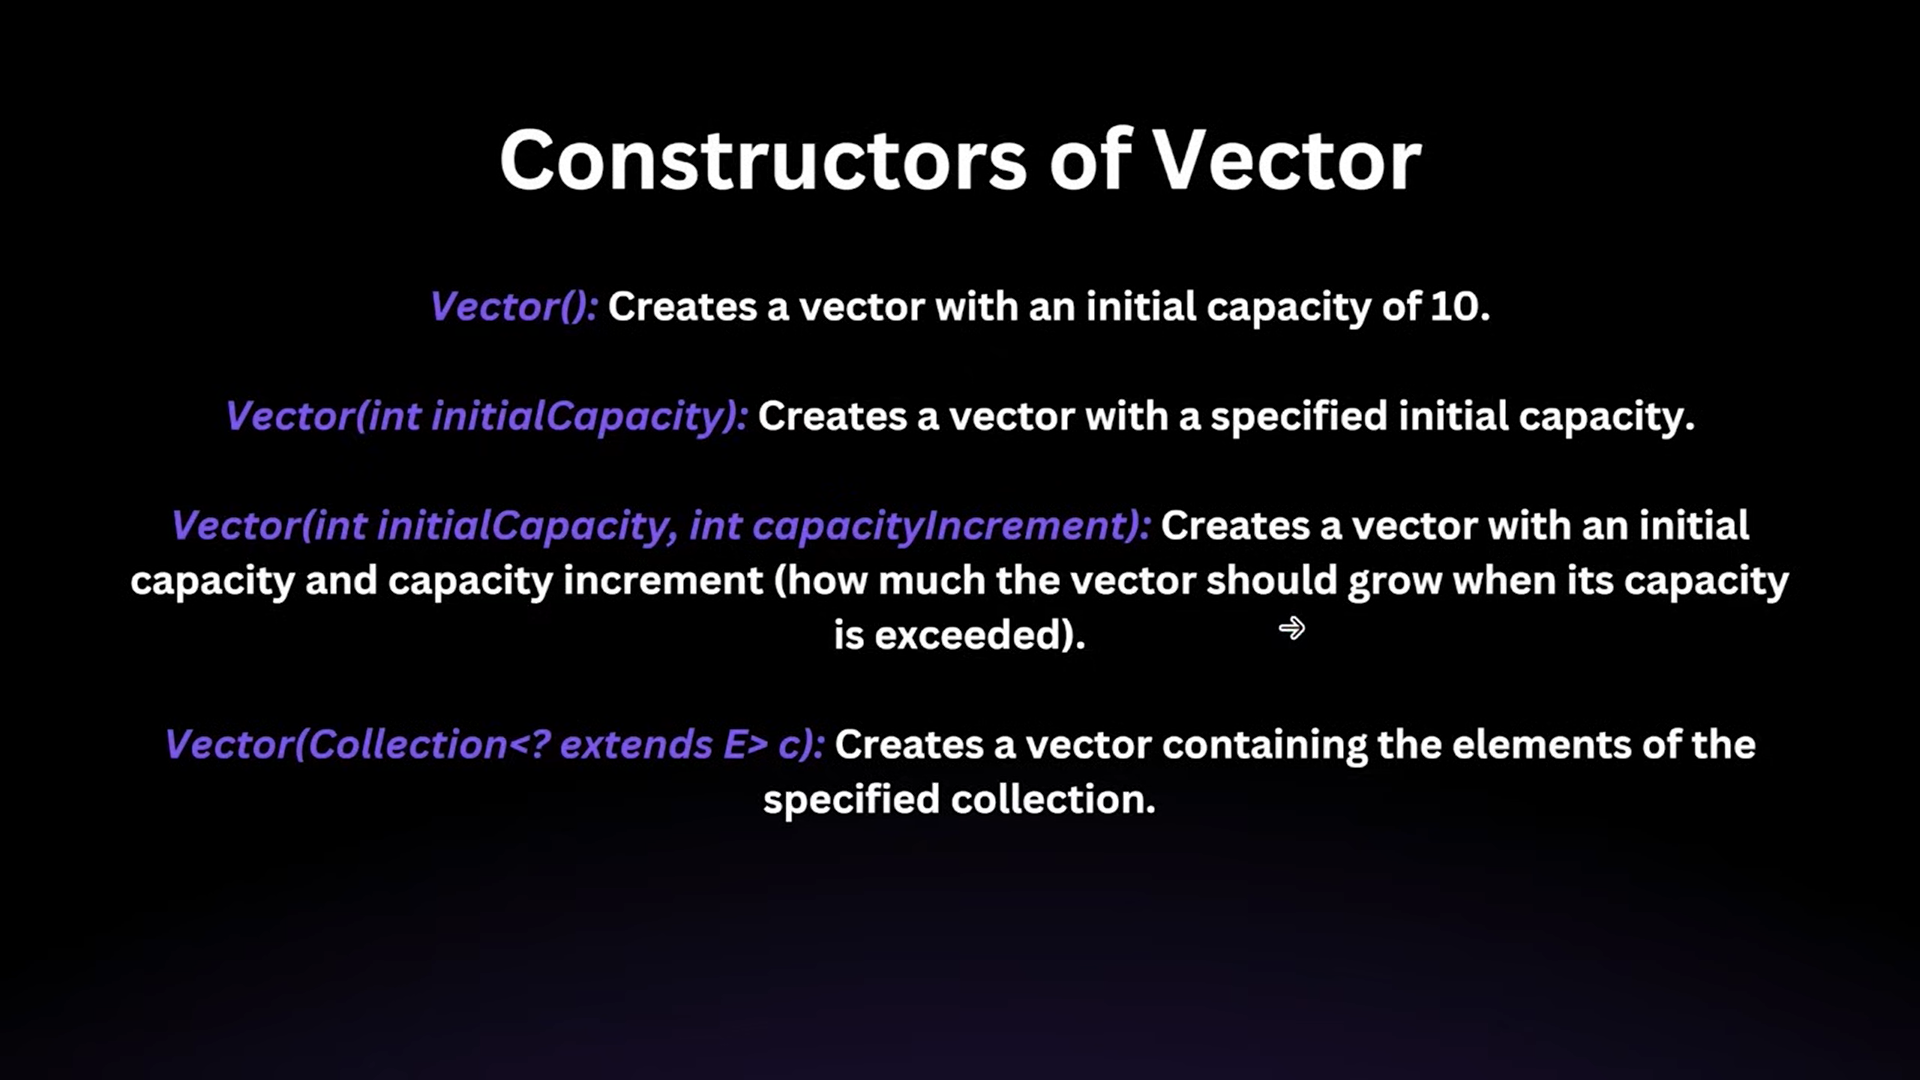 Constructors of Vector
Vector(): Creates a vector with an initial capacity of 10.
Vector(int initialCapacity): Creates a vector with a specified initial capacity.
Vector(int initialCapacity, int capacityIncrement): Creates a vector with an initial
capacity and capacity increment (how much the vector should grow when its capacity
is exceeded).
Vector(Collection<? extends E> c): Creates a vector containing the elements of the
specified collection.